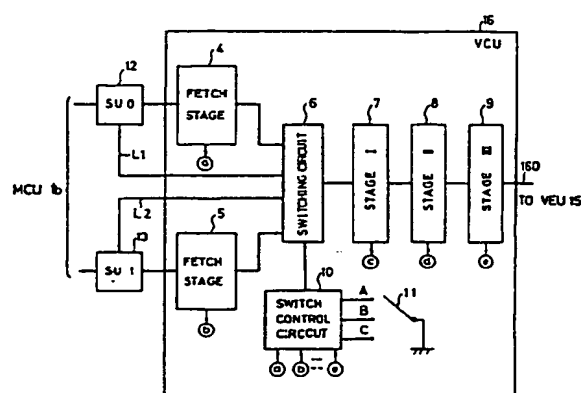 16
VCU
4
12
FETCH
STAGE
SU 0
a
6
SWITCHING CIRCUIT
7
STAGE I
c
8
STAGE II
d
9
STAGE III
e
160
TO VEU 15
L1
MCU 1b
L2
13
SU 1
5
FETCH
STAGE
b
10
SWITCH
CONTROL
CIRCCUT
A
B
C
11
a b -- e